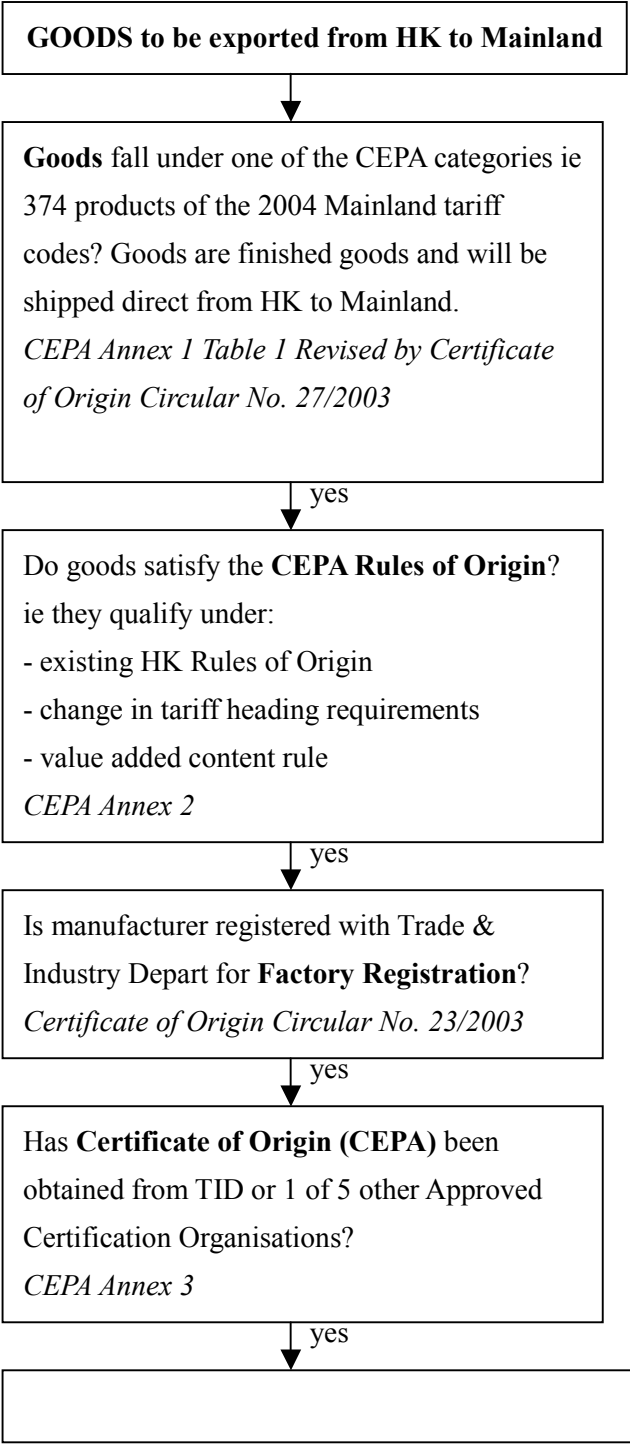 GOODS to be exported from HK to Mainland
Goods fall under one of the CEPA categories ie
374 products of the 2004 Mainland tariff
codes? Goods are finished goods and will be
shipped direct from HK to Mainland.
CEPA Annex 1 Table 1 Revised by Certificate
of Origin Circular No. 27/2003
yes
Do goods satisfy the CEPA Rules of Origin?
ie they qualify under:
- existing HK Rules of Origin
- change in tariff heading requirements
- value added content rule
CEPA Annex 2
yes
Is manufacturer registered with Trade &
Industry Depart for Factory Registration?
Certificate of Origin Circular No. 23/2003
yes
Has Certificate of Origin (CEPA) been
obtained from TID or 1 of 5 other Approved
Certification Organisations?
CEPA Annex 3
yes